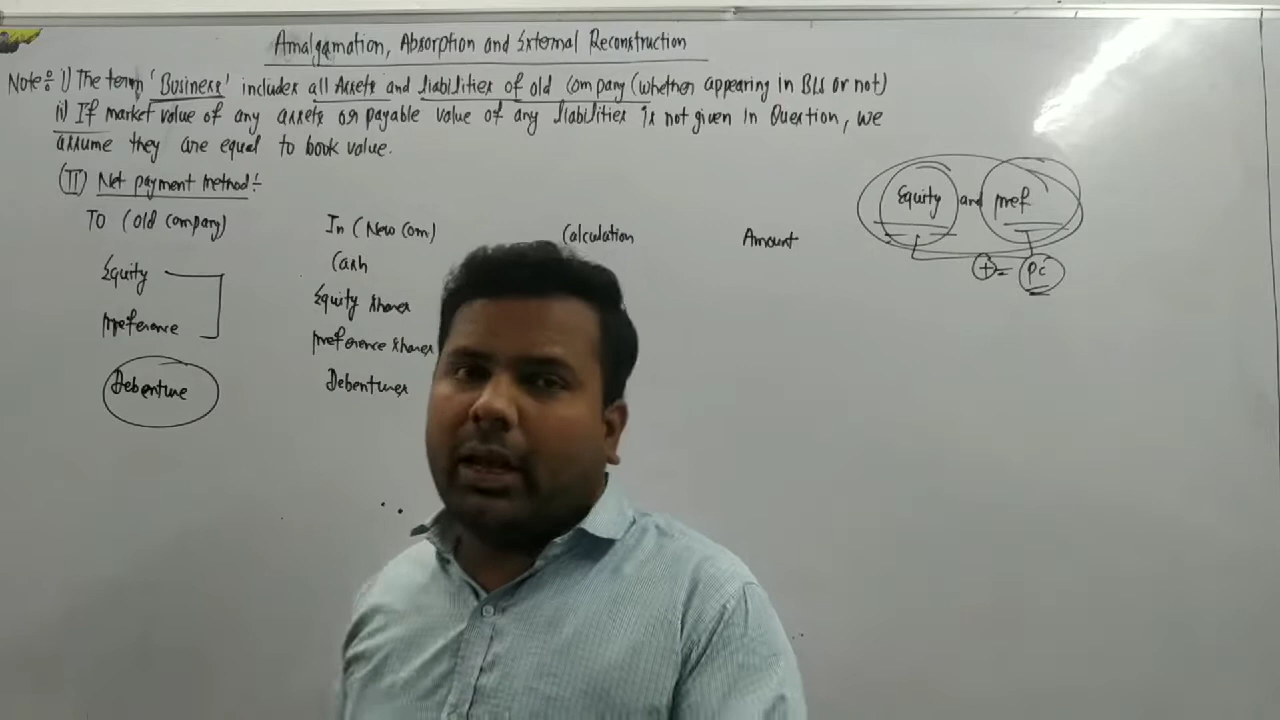 Amalgamation, Absorption and External Reconstruction
Note: i) The term 'Business' includes all Assets and liabilities of old Company (whether appearing in B/s or not)
ii) If market value of any assets or payable value of any liabilities is not given in Question, we
assume they are equal to book value.
(II) Net payment method:-
TO (old company) In (New Com) Calculation Amount
Equity Cash
Preference Equity shares
Debenture preference shares
Debentures
Equity and pref
+ = PC